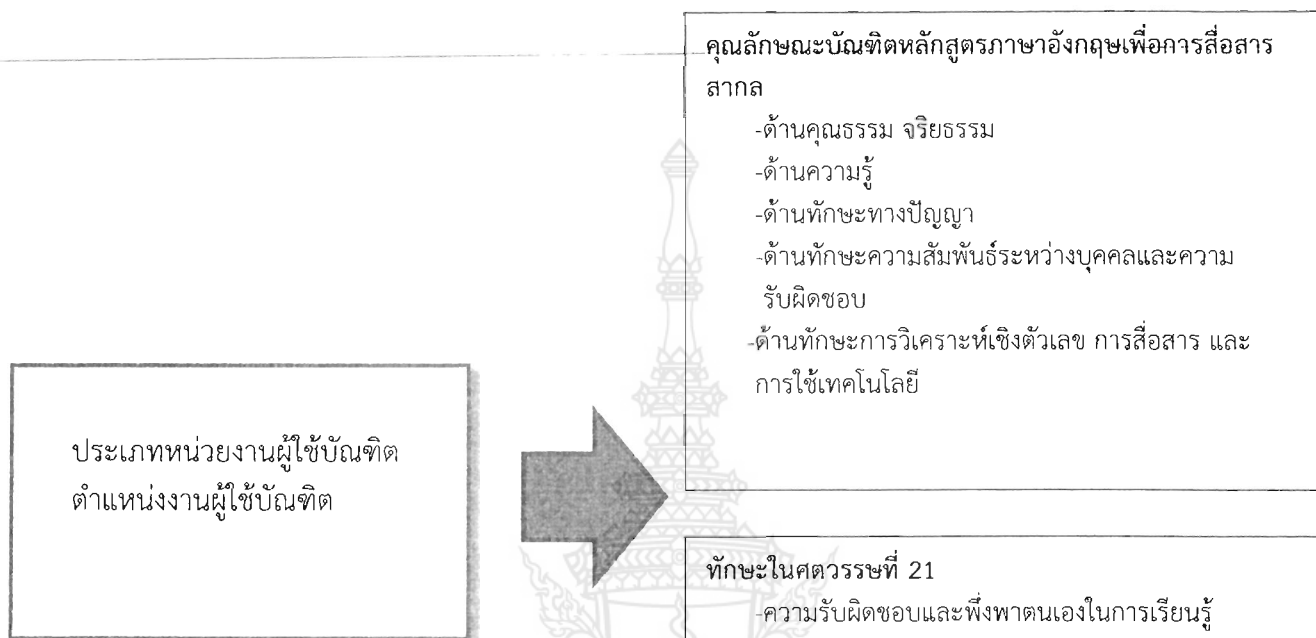 คุณลักษณะบัณฑิตหลักสูตรภาษาอังกฤษเพื่อการสื่อสาร
สากล
-ด้านคุณธรรม จริยธรรม
-ด้านความรู้
-ด้านทักษะทางปัญญา
-ด้านทักษะความสัมพันธ์ระหว่างบุคคลและความ
รับผิดชอบ
-ด้านทักษะการวิเคราะห์เชิงตัวเลข การสื่อสาร และ
การใช้เทคโนโลยี
ประเภทหน่วยงานผู้ใช้บัณฑิต
ตำแหน่งงานผู้ใช้บัณฑิต
ทักษะในศตวรรษที่ 21
-ความรับผิดชอบและพึ่งพาตนเองในการเรียนรู้